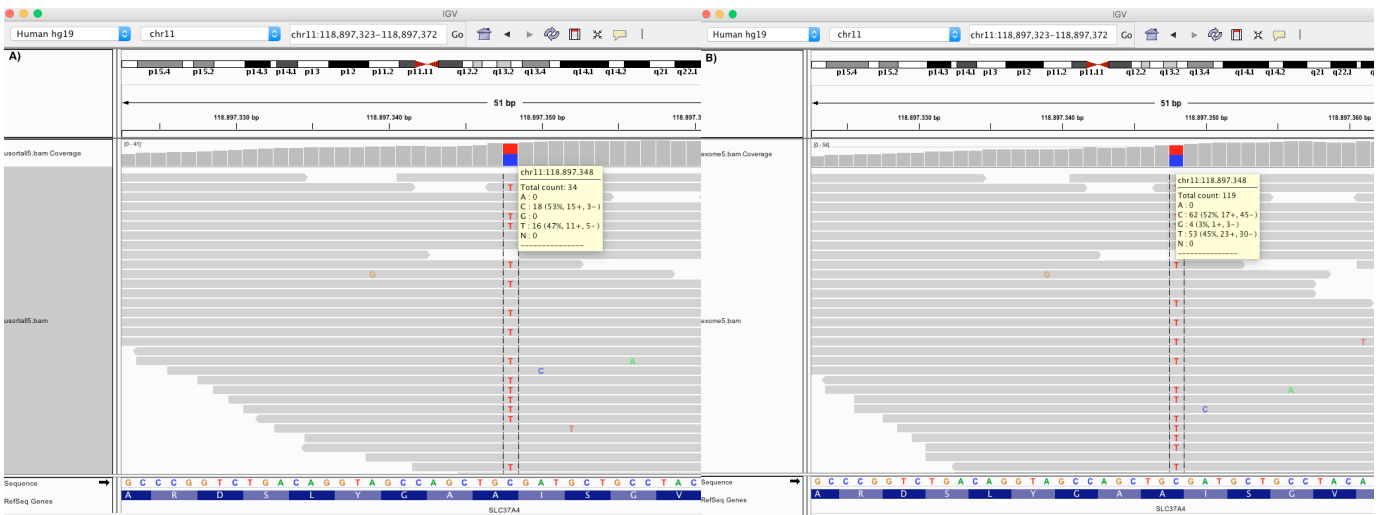 IGV
Human hg19
chr11
chr11:118,897,323-118,897,372
Go
A)
p15.4 p15.2 p14.3 p14.1 p13 p12 p11.2 p11.11 q12.2 q13.2 q13.4 q14.1 q14.2 q21 q22.1
51 bp
118.897.330 bp 118.897.340 bp 118.897.350 bp 118.897.3
usortall5.bam Coverage
[0 - 41]
chr11:118.897.348
Total count: 34
A : 0
C : 18 (53%, 15+, 3-)
G : 0
T : 16 (47%, 11+, 5-)
N : 0
---------------
T
T
T
T
G
T
T
T
T A
C
T
T
T
T
T
T
T
usortall5.bam
Sequence
G C C C G G T C T G A C A G G T A G C C A G C T G C G A T G C T G C C T A C
RefSeq Genes
A R D S L Y G A A I S G V
SLC37A4
IGV
Human hg19
chr11
chr11:118,897,323-118,897,372
Go
B)
p15.4 p15.2 p14.3 p14.1 p13 p12 p11.2 p11.11 q12.2 q13.2 q13.4 q14.1 q14.2 q21 q22.1
51 bp
118.897.330 bp 118.897.340 bp 118.897.350 bp 118.897.360 bp
exome5.bam Coverage
[0 - 54]
chr11:118.897.348
Total count: 119
A : 0
C : 62 (52%, 17+, 45-)
G : 4 (3%, 1+, 3-)
T : 53 (45%, 23+, 30-)
N : 0
---------------
T
G
T
T
T T
T
T A
T C
T
T
T
T
T
exome5.bam
Sequence
G C C C G G T C T G A C A G G T A G C C A G C T G C G A T G C T G C C T A C A
RefSeq Genes
A R D S L Y G A A I S G V
SLC37A4